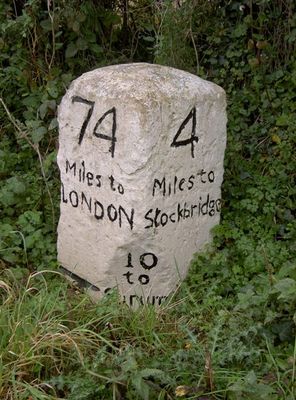 74
Miles to
LONDON
4
Miles to
Stockbridge
10
to